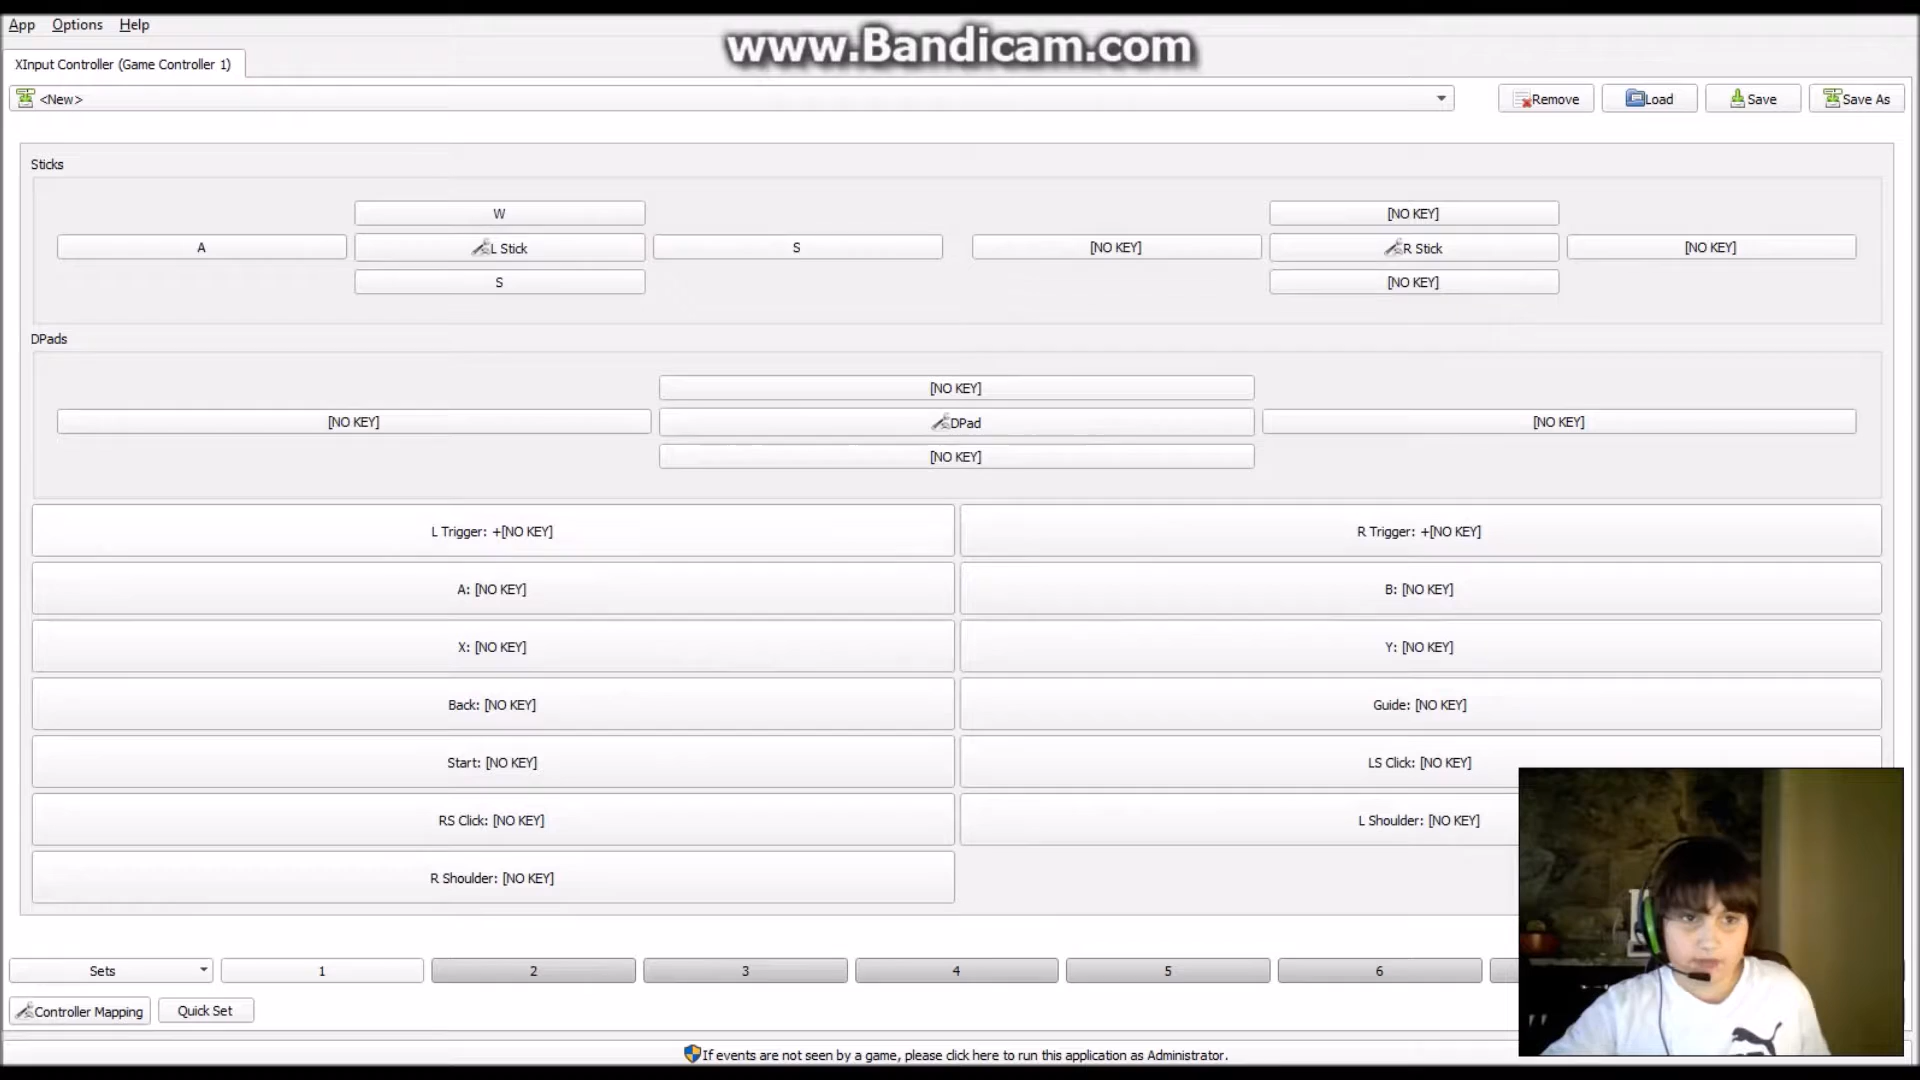 App Options Help
www.Bandicam.com
XInput Controller (Game Controller 1)
<New>
Remove Load Save Save As
Sticks
W [NO KEY]
A L Stick S [NO KEY] R Stick [NO KEY]
S [NO KEY]
DPads
[NO KEY]
[NO KEY] DPad [NO KEY]
[NO KEY]
L Trigger: +[NO KEY] R Trigger: +[NO KEY]
A: [NO KEY] B: [NO KEY]
X: [NO KEY] Y: [NO KEY]
Back: [NO KEY] Guide: [NO KEY]
Start: [NO KEY] LS Click: [NO KEY]
RS Click: [NO KEY] L Shoulder: [NO KEY]
R Shoulder: [NO KEY]
Sets 1 2 3 4 5 6
Controller Mapping Quick Set
If events are not seen by a game, please click here to run this application as Administrator.